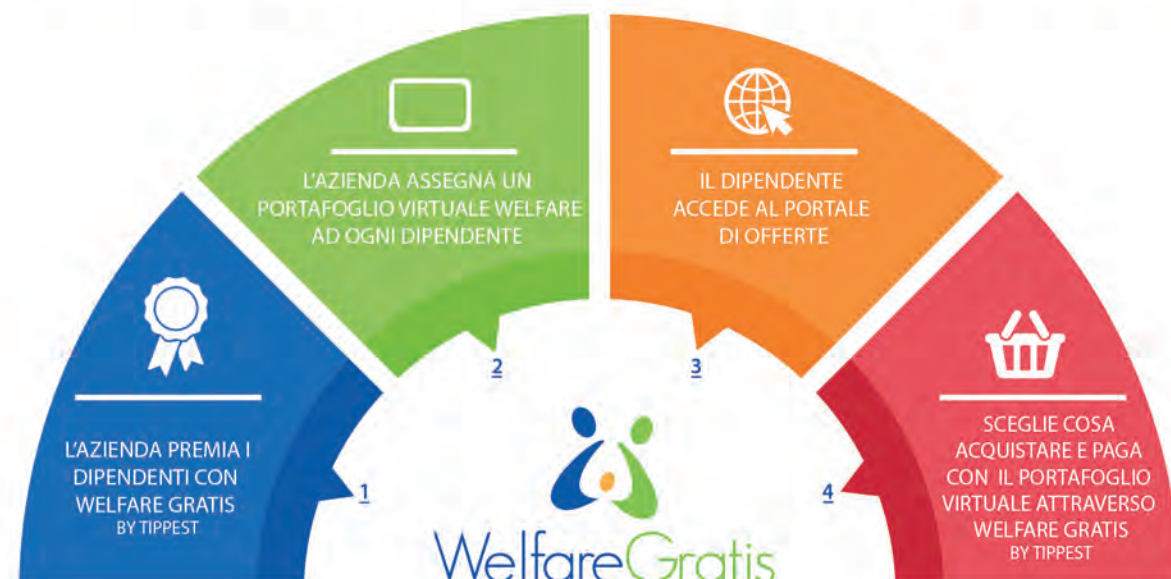 L'AZIENDA PREMIA I
DIPENDENTI CON
WELFARE GRATIS
BY TIPPEST
1
L'AZIENDA ASSEGNA UN
PORTAFOGLIO VIRTUALE WELFARE
AD OGNI DIPENDENTE
2
IL DIPENDENTE
ACCEDE AL PORTALE
DI OFFERTE
3
SCEGLIE COSA
ACQUISTARE E PAGA
CON IL PORTAFOGLIO
VIRTUALE ATTRAVERSO
WELFARE GRATIS
BY TIPPEST
4
WelfareGratis